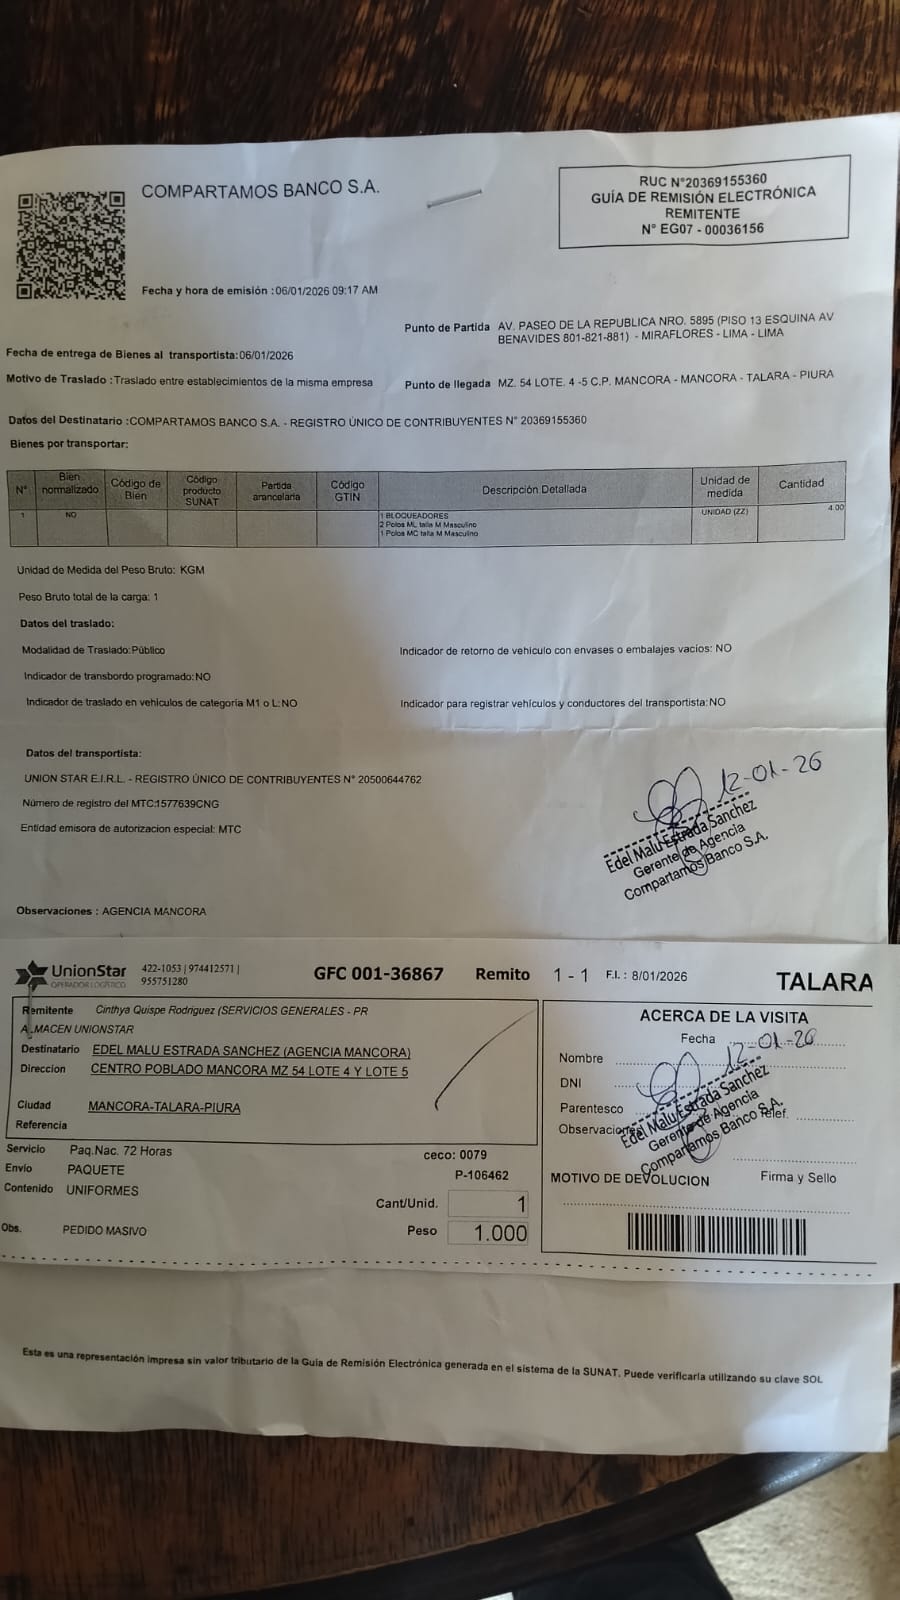 COMPARTAMOS BANCO S.A.
RUC N°20369155360
GUÍA DE REMISIÓN ELECTRÓNICA
REMITENTE
N° EG07 - 00036156
Fecha y hora de emisión :06/01/2026 09:17 AM
Punto de Partida AV. PASEO DE LA REPUBLICA NRO. 5895 (PISO 13 ESQUINA AV
BENAVIDES 801-821-881) - MIRAFLORES - LIMA - LIMA
Fecha de entrega de Bienes al transportista:06/01/2026
Motivo de Traslado :Traslado entre establecimientos de la misma empresa
Punto de llegada MZ. 54 LOTE. 4 -5 C.P. MANCORA - MANCORA - TALARA - PIURA
Datos del Destinatario :COMPARTAMOS BANCO S.A. - REGISTRO ÚNICO DE CONTRIBUYENTES N° 20369155360
Bienes por transportar:
N° Bien normalizado Código de Bien Código producto SUNAT Partida arancelaria Código GTIN Descripción Detallada Unidad de medida Cantidad
1 NO 1 BLOQUEADORES UNIDAD (ZZ) 4.00
2 Polos ML talla M Masculino
1 Polos MC talla M Masculino
Unidad de Medida del Peso Bruto: KGM
Peso Bruto total de la carga: 1
Datos del traslado:
Modalidad de Traslado:Público
Indicador de retorno de vehículo con envases o embalajes vacíos: NO
Indicador de transbordo programado:NO
Indicador de traslado en vehículos de categoría M1 o L:NO
Indicador para registrar vehículos y conductores del transportista:NO
Datos del transportista:
UNION STAR E.I.R.L. - REGISTRO ÚNICO DE CONTRIBUYENTES N° 20500644762
Número de registro del MTC:1577639CNG
Entidad emisora de autorizacion especial: MTC
12-01-26
Edel Malu Estrada Sanchez
Gerente de Agencia
Compartamos Banco S.A.
Observaciones : AGENCIA MANCORA
UnionStar
OPERADOR LOGÍSTICO
422-1053 | 974412571 |
955751280
GFC 001-36867 Remito 1 - 1 F.I. : 8/01/2026 TALARA
Remitente Cinthya Quispe Rodriguez (SERVICIOS GENERALES - PR
ALMACEN UNIONSTAR
Destinatario EDEL MALU ESTRADA SANCHEZ (AGENCIA MANCORA)
Direccion CENTRO POBLADO MANCORA MZ 54 LOTE 4 Y LOTE 5
Ciudad MANCORA-TALARA-PIURA
Referencia
Servicio Paq.Nac. 72 Horas
Envío PAQUETE
Contenido UNIFORMES
Obs. PEDIDO MASIVO
ceco: 0079
P-106462
Cant/Unid. 1
Peso 1.000
ACERCA DE LA VISITA
Fecha 12-01-26
Nombre
DNI
Parentesco
Telef.
Edel Malu Estrada Sanchez
Gerente de Agencia
Compartamos Banco S.A.
MOTIVO DE DEVOLUCION Firma y Sello
Esta es una representación impresa sin valor tributario de la Guía de Remisión Electrónica generada en el sistema de la SUNAT. Puede verificarla utilizando su clave SOL